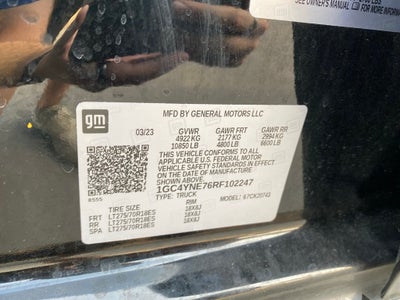 SEE OWNER'S MANUAL
gm
MFD BY GENERAL MOTORS LLC
03/23 GVWR GAWR FRT GAWR RR
4922 KG 2177 KG 2994 KG
10850 LB 4800 LB 6600 LB
THIS VEHICLE CONFORMS TO ALL
APPLICABLE U.S. FEDERAL MOTOR
VEHICLE SAFETY STANDARDS IN
EFFECT ON THE DATE OF
MANUFACTURE SHOWN ABOVE.
1GC4YNE76RF102247
TYPE: TRUCK MODEL:
TIRE SIZE RIM
FRT LT275/70R18ES 18X8J
RR LT275/70R18ES 18X8J
SPA LT275/70R18ES 18X8J